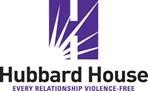 Hubbard House
EVERY RELATIONSHIP VIOLENCE-FREE